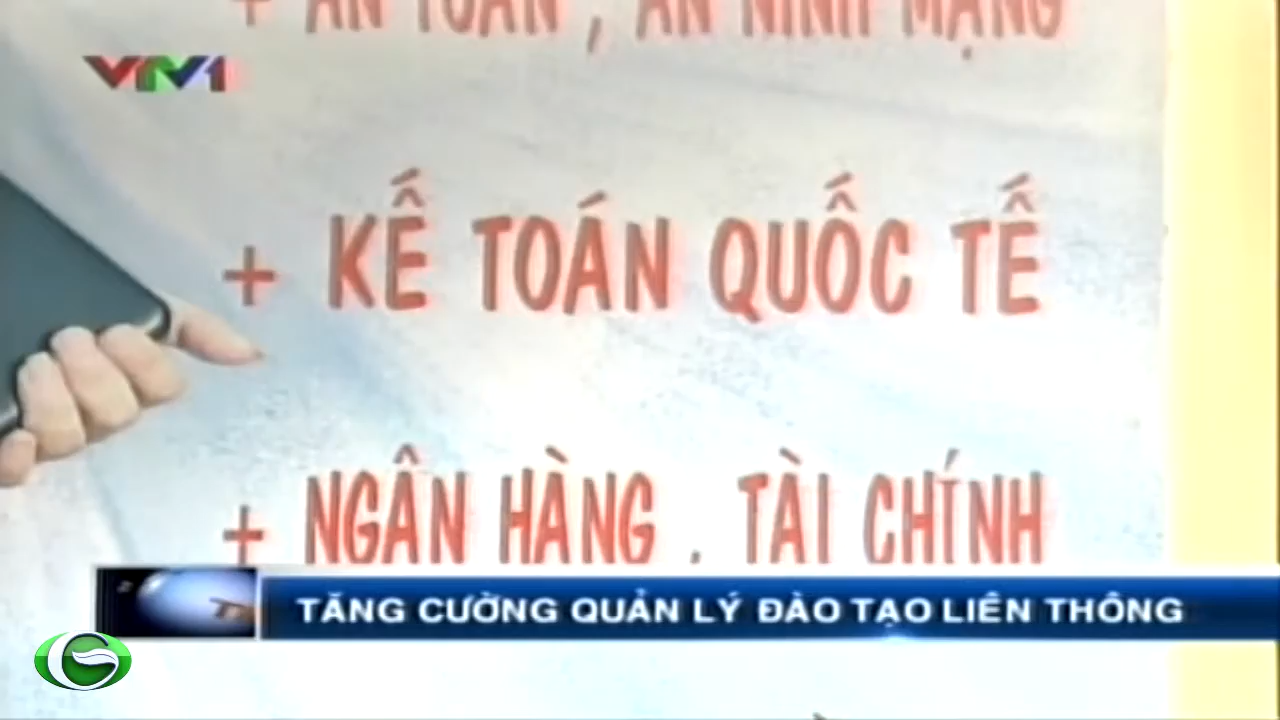 + AN TOÀN , AN NINH MẠNG
VTV1
+ KẾ TOÁN QUỐC TẾ
+ NGÂN HÀNG , TÀI CHÍNH
TĂNG CƯỜNG QUẢN LÝ ĐÀO TẠO LIÊN THÔNG